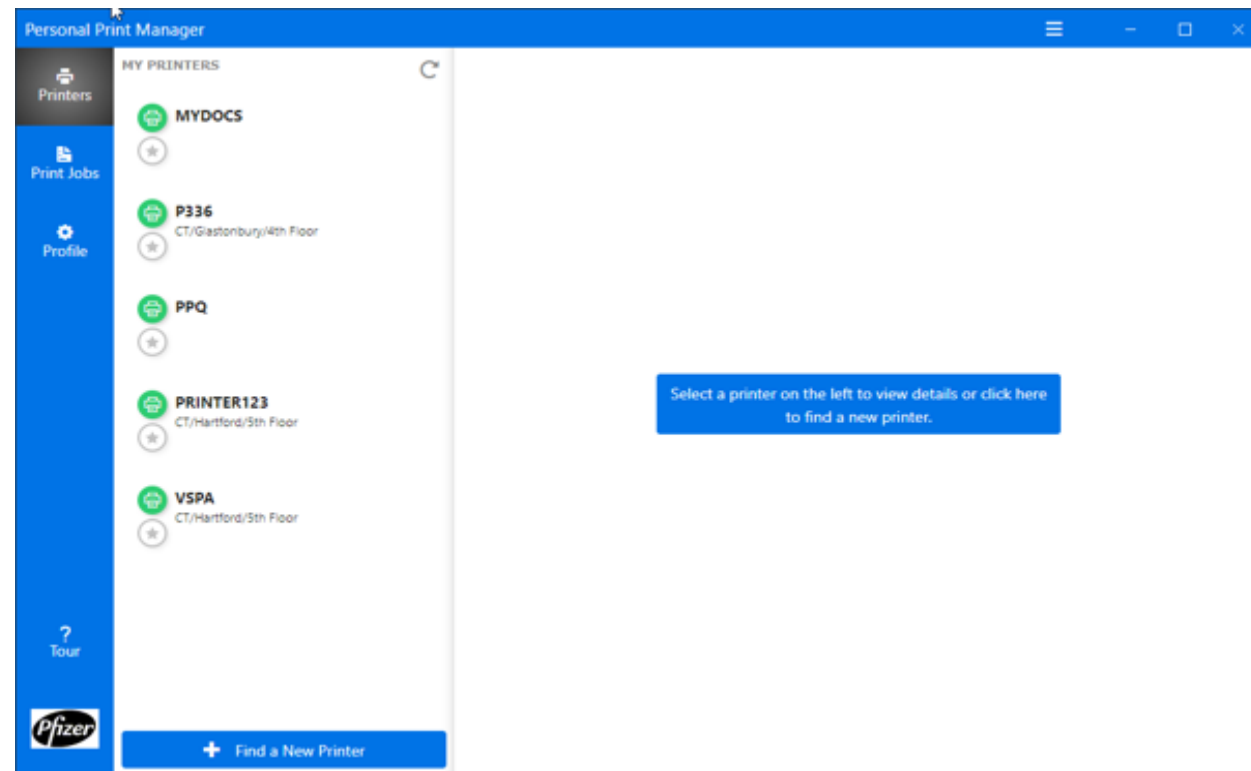 Personal Print Manager
Printers
Print Jobs
Profile
?
Tour
Pfizer
MY PRINTERS
MYDOCS
P336
CT/Glastonbury/4th Floor
PPQ
PRINTER123
CT/Hartford/5th Floor
VSPA
CT/Hartford/5th Floor
Find a New Printer
Select a printer on the left to view details or click here
to find a new printer.